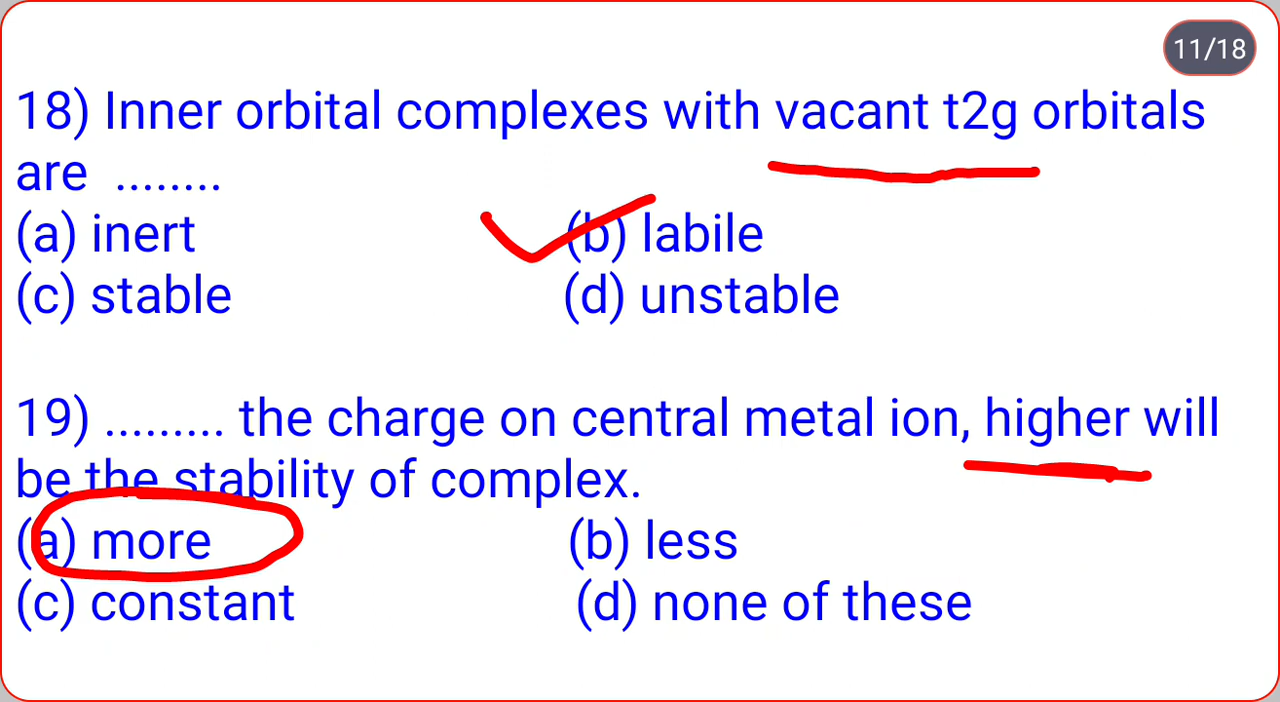 11/18
18) Inner orbital complexes with vacant t2g orbitals
are ........
(a) inert (b) labile
(c) stable (d) unstable
19) ......... the charge on central metal ion, higher will
be the stability of complex.
(a) more (b) less
(c) constant (d) none of these